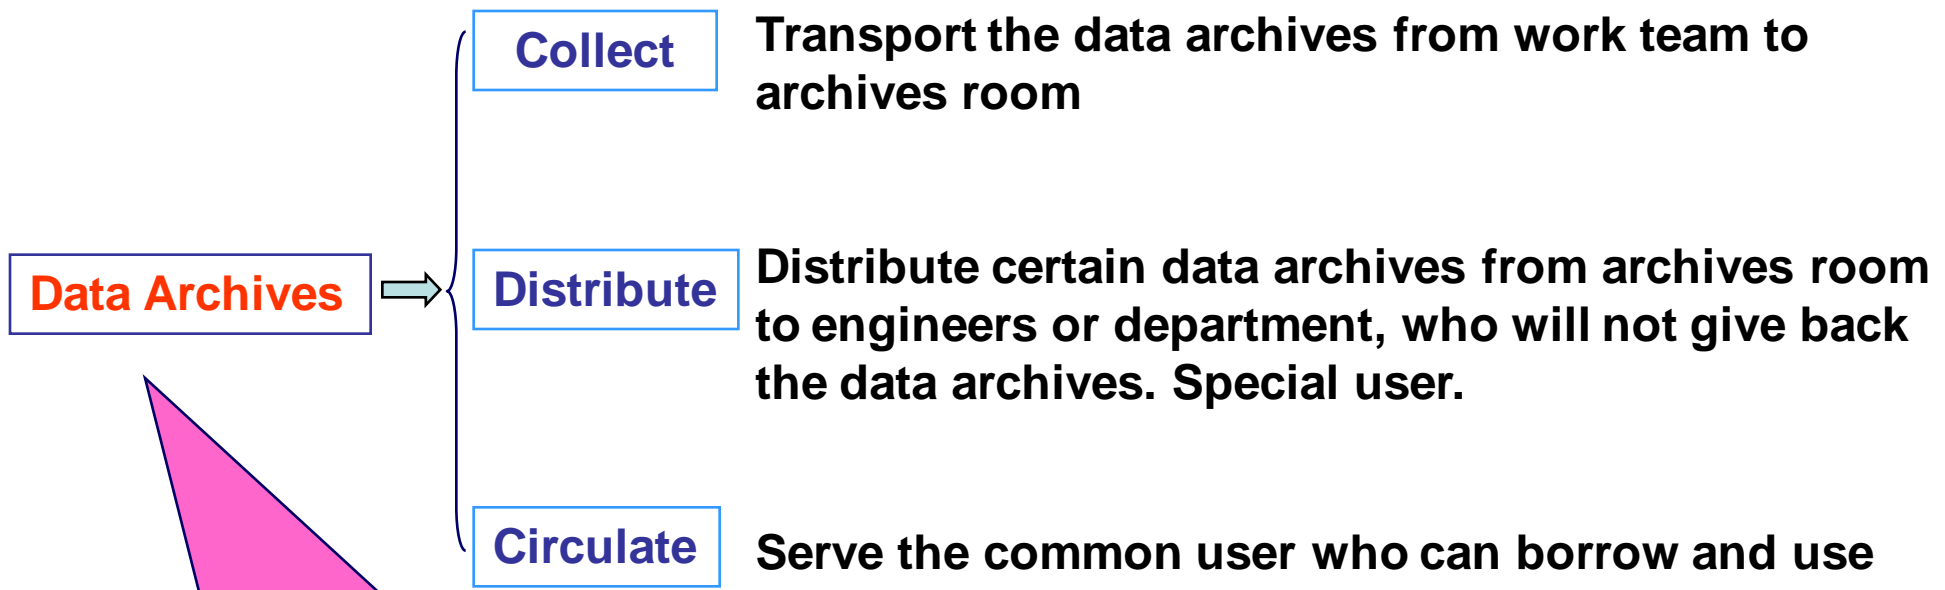 Collect
Transport the data archives from work team to
archives room
Data Archives
Distribute
Distribute certain data archives from archives room
to engineers or department, who will not give back
the data archives. Special user.
Circulate
Serve the common user who can borrow and use